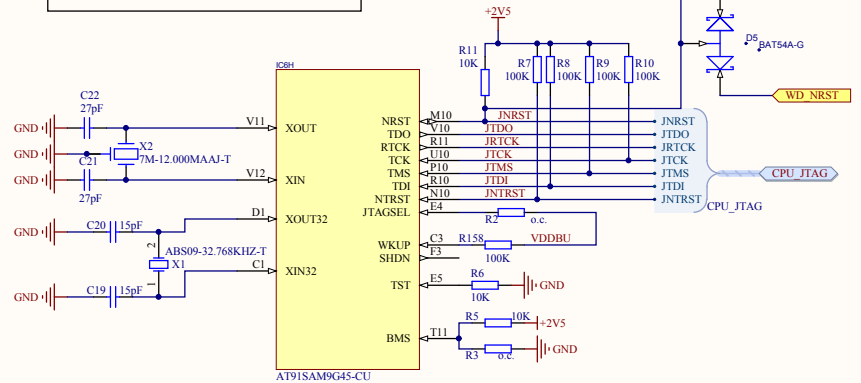 +2V5
D5
BAT54A-G
R11
10K
R7
100K
R8
100K
R9
100K
R10
100K
WD_NRST
IC6H
C22
27pF
GND
V11
XOUT
NRST
M10
JNRST
JNRST
TDO
V10
JTDO
JTDO
X2
7M-12.000MAAJ-T
GND
RTCK
R11
JRTCK
JRTCK
C21
27pF
TCK
U10
JTCK
JTCK
GND
V12
XIN
TMS
P10
JTMS
JTMS
CPU_JTAG
TDI
R10
JTDI
JTDI
NTRST
N10
JNTRST
JNTRST
CPU_JTAG
JTAGSEL
E4
R2
o.c.
C20
15pF
GND
D1
XOUT32
WKUP
C3
R158
100K
VDDBU
2
ABS09-32.768KHZ-T
X1
1
SHDN
F3
C1
XIN32
C19
15pF
GND
TST
E5
R6
10K
GND
BMS
T11
R5
10K
+2V5
R3
o.c.
GND
AT91SAM9G45-CU